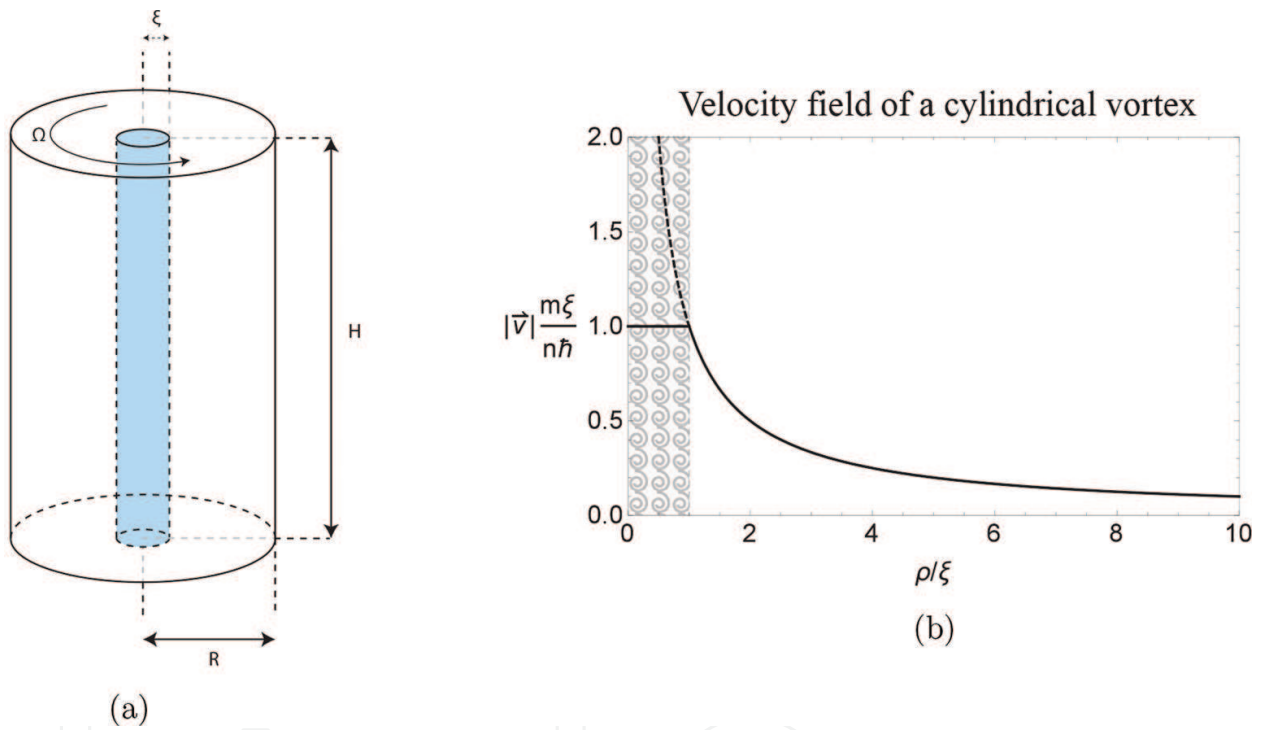 ξ
Ω
H
R
(a)
Velocity field of a cylindrical vortex
2.0
1.5
|v⃗| mξ/nħ 1.0
0.5
0.0
0 2 4 6 8 10
ρ/ξ
(b)